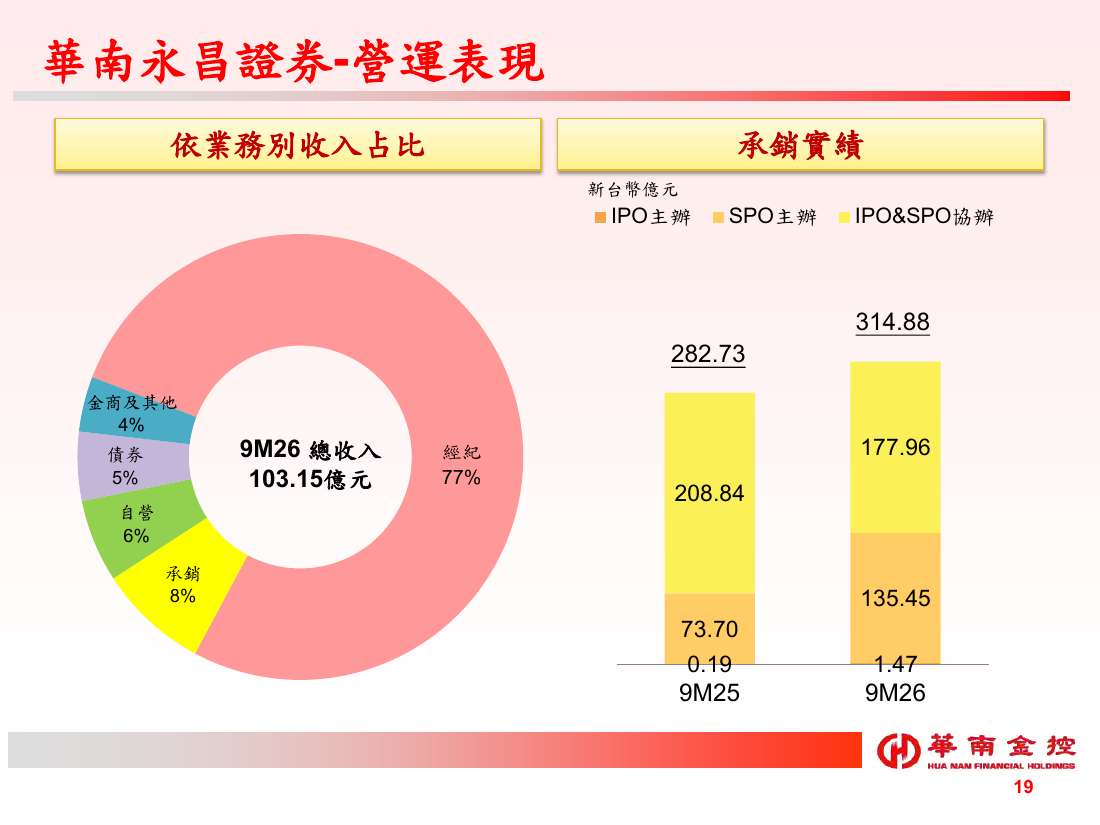 華南永昌證券-營運表現
依業務別收入占比
承銷實績
新台幣億元
IPO主辦 SPO主辦 IPO&SPO協辦
金商及其他
4%
債券
5%
自營
6%
承銷
8%
9M26 總收入
103.15億元
經紀
77%
282.73
208.84
73.70
0.19
9M25
314.88
177.96
135.45
1.47
9M26
華南金控
HUA NAN FINANCIAL HOLDINGS
19